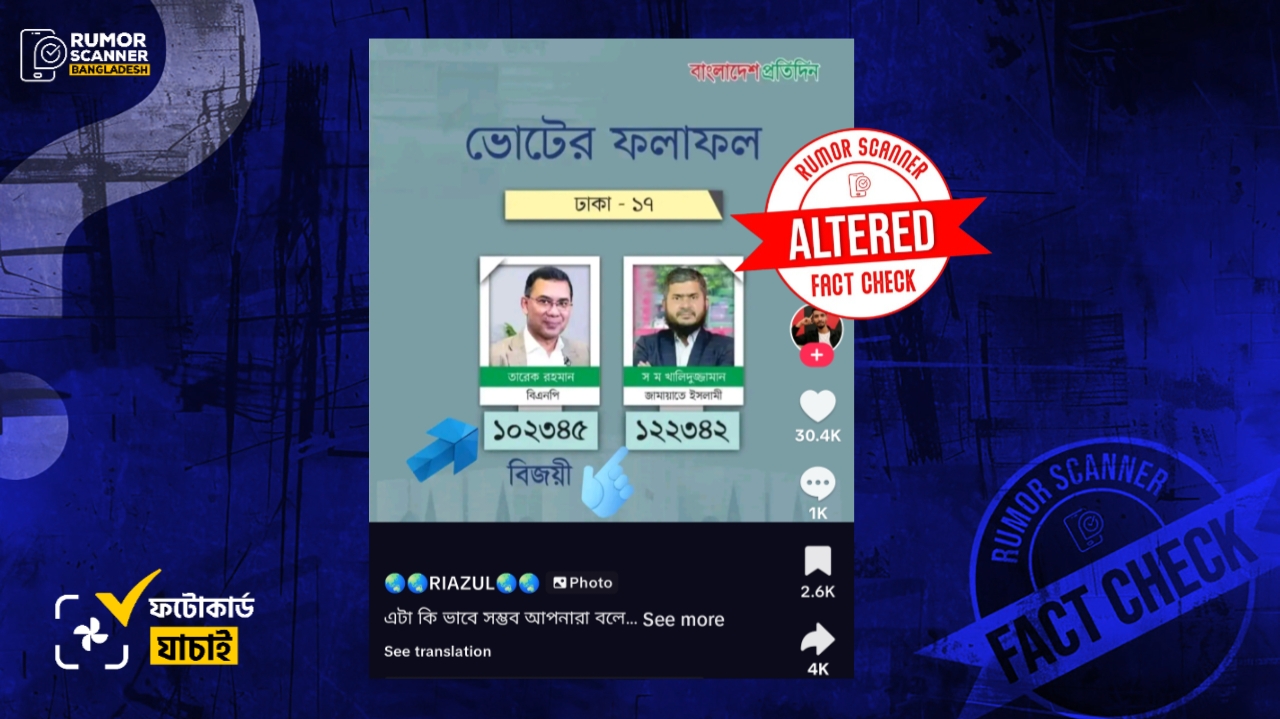 RUMOR
SCANNER
BANGLADESH
বাংলাদেশ প্রতিদিন
ভোটের ফলাফল
ঢাকা - ১৭
তারেক রহমান
বিএনপি
১০২৩৪৫
বিজয়ী
স ম খালিদুজ্জামান
জামায়াতে ইসলামী
১২২৩৪২
RUMOR SCANNER
ALTERED
FACT CHECK
30.4K
1K
2.6K
4K
🌏🌏RIAZUL🌏🌏 Photo
এটা কি ভাবে সম্ভব আপনারা বলে... See more
See translation
ফটোকার্ড
যাচাই
RUMOR SCANNER
FACT CHECK